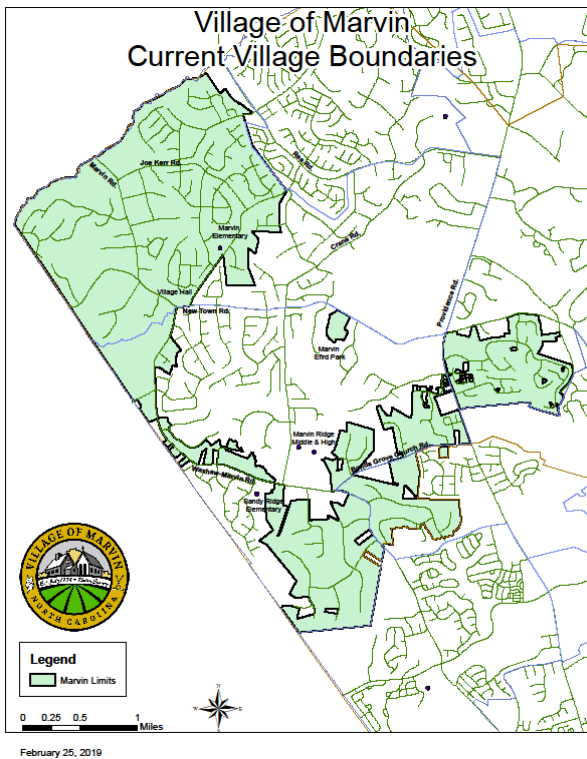 Village of Marvin
Current Village Boundaries
Marvin Rd.
Joe Kerr Rd.
Rea Rd.
Marvin
Elementary
Crane Rd.
Village Hall
New Town Rd.
Providence Rd.
Marvin
Efird Park
Marvin Ridge
Middle & High
Bonds Grove Church Rd.
Waxhaw-Marvin Rd.
Sandy Ridge
Elementary
VILLAGE OF MARVIN
NORTH CAROLINA
Legend
Marvin Limits
N
W
E
S
0 0.25 0.5 1
Miles
February 25, 2019